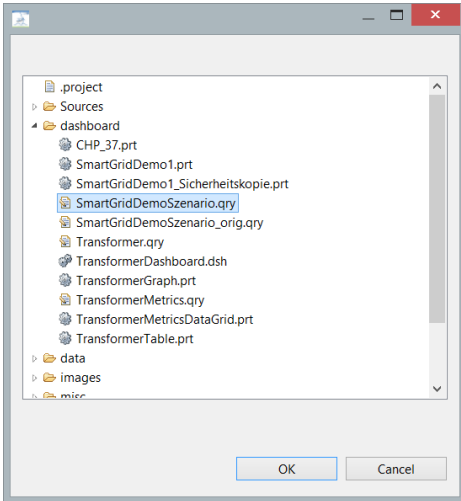 .project
Sources
dashboard
CHP_37.prt
SmartGridDemo1.prt
SmartGridDemo1_Sicherheitskopie.prt
SmartGridDemoSzenario.qry
SmartGridDemoSzenario_orig.qry
Transformer.qry
TransformerDashboard.dsh
TransformerGraph.prt
TransformerMetrics.qry
TransformerMetricsDataGrid.prt
TransformerTable.prt
data
images
misc
OK
Cancel